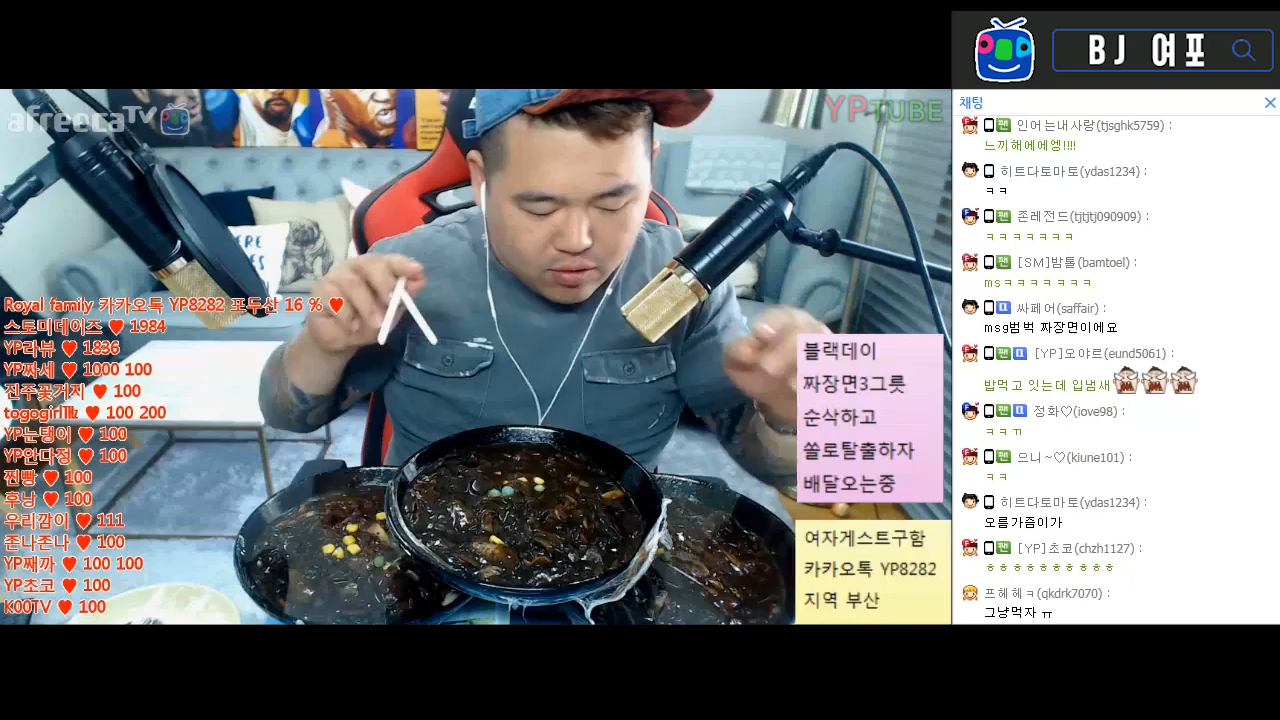 afreecaTV
YPTUBE
BJ 여포
채팅
인어는내사랑(tjsghk5759) :
느끼해에에엥!!!!
히트다토마토(ydas1234) :
ㅋㅋ
존레전드(tjtjtj090909) :
ㅋㅋㅋㅋㅋㅋㅋ
[SM]밤톨(bamtoel) :
msㅋㅋㅋㅋㅋㅋㅋ
싸페어(saffair) :
msg범벅 짜장면이에요
[YP]오야르(eund5061) :
밥먹고 잇는데 입냄새
정화♡(iove98) :
ㅋㅋㄲ
으니~♡(kiune101) :
ㅋㅋ
히트다토마토(ydas1234) :
오름가즘이가
[YP]초코(chzh1127) :
ㅎㅎㅎㅎㅎㅎㅎㅎㅎㅎ
프헤헤ㅋ(qkdrk7070) :
그냥먹자 ㅠ
Royal family 카카오톡 YP8282 포두산 16 % ♥
스토미데이즈 ♥ 1984
YP라뷰 ♥ 1836
YP짜세 ♥ 1000 100
진주꽃거지 ♥ 100
♥ 100 200
YP눈탱이 ♥ 100
YP안다정 ♥ 100
찐빵 ♥ 100
후낭 ♥ 100
우리깜이 ♥ 111
존나존나 ♥ 100
YP째까 ♥ 100 100
YP초코 ♥ 100
K00TV ♥ 100
블랙데이
짜장면3그릇
순삭하고
쏠로탈출하자
배달오는중
여자게스트구함
카카오톡 YP8282
지역 부산